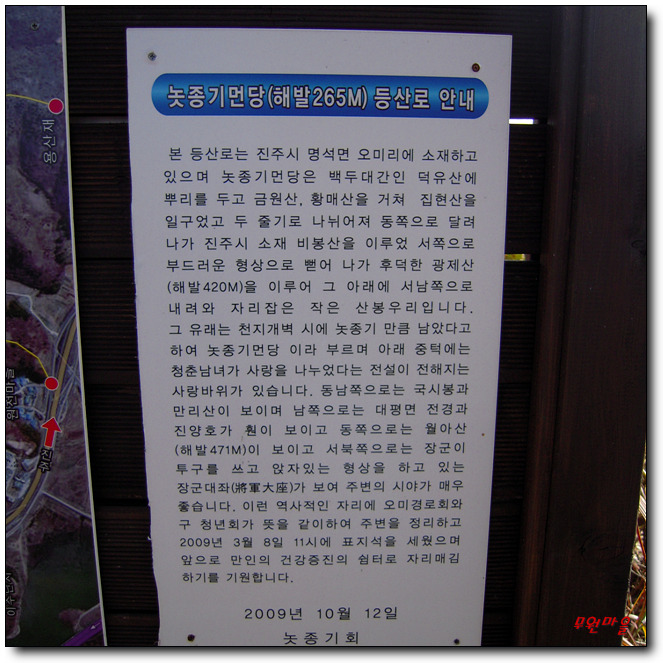 놋종기먼당(해발265M) 등산로 안내
본 등산로는 진주시 명석면 오미리에 소재하고
있으며 놋종기먼당은 백두대간인 덕유산에
뿌리를 두고 금원산, 황매산을 거쳐 집현산을
일구었고 두 줄기로 나뉘어져 동쪽으로 달려
나가 진주시 소재 비봉산을 이루었 서쪽으로
부드러운 형상으로 뻗어 나가 후덕한 광제산
(해발420M)을 이루어 그 아래에 서남쪽으로
내려와 자리잡은 작은 산봉우리입니다.
그 유래는 천지개벽 시에 놋종기 만큼 남았다고
하여 놋종기먼당 이라 부르며 아래 중턱에는
청춘남녀가 사랑을 나누었다는 전설이 전해지는
사랑바위가 있습니다. 동남쪽으로는 국시봉과
만리산이 보이며 남쪽으로는 대평면 전경과
진양호가 훤이 보이고 동쪽으로는 월아산
(해발471M)이 보이고 서북쪽으로는 장군이
투구를 쓰고 앉자있는 형상을 하고 있는
장군대좌(將軍大座)가 보여 주변의 시야가 매우
좋습니다. 이런 역사적인 자리에 오미경로회와
구 청년회가 뜻을 같이하여 주변을 정리하고
2009년 3월 8일 11시에 표지석을 세웠으며
앞으로 만인의 건강증진의 쉼터로 자리매김
하기를 기원합니다.
2009년 10월 12일
놋종기회
용산재
원전마을
무원마을